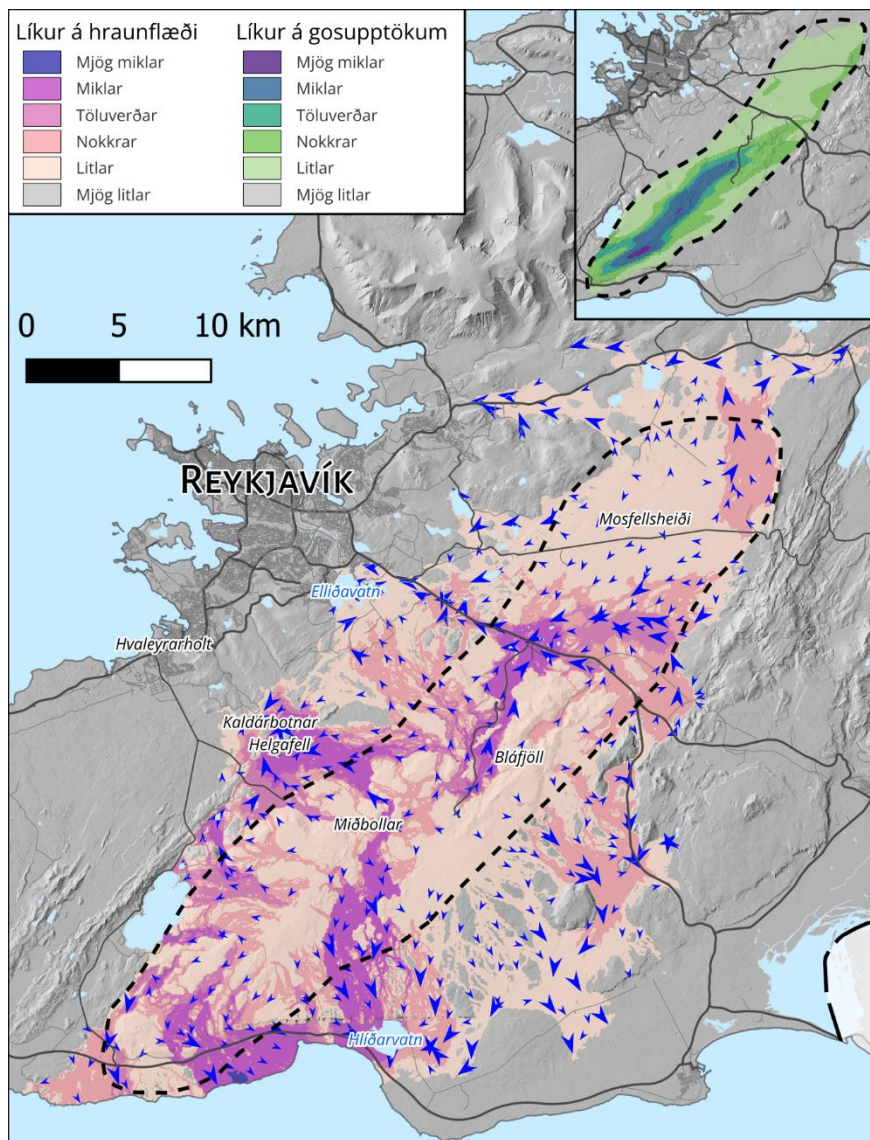 Líkur á hraunflæði
Mjög miklar
Miklar
Töluverðar
Nokkrar
Litlar
Mjög litlar
Líkur á gosupptökum
Mjög miklar
Miklar
Töluverðar
Nokkrar
Litlar
Mjög litlar
0 5 10 km
REYKJAVÍK
Mosfellsheiði
Elliðavatn
Hvaleyrarholt
Kaldárbotnar
Helgafell
Bláfjöll
Miðbollar
Hlíðarvatn